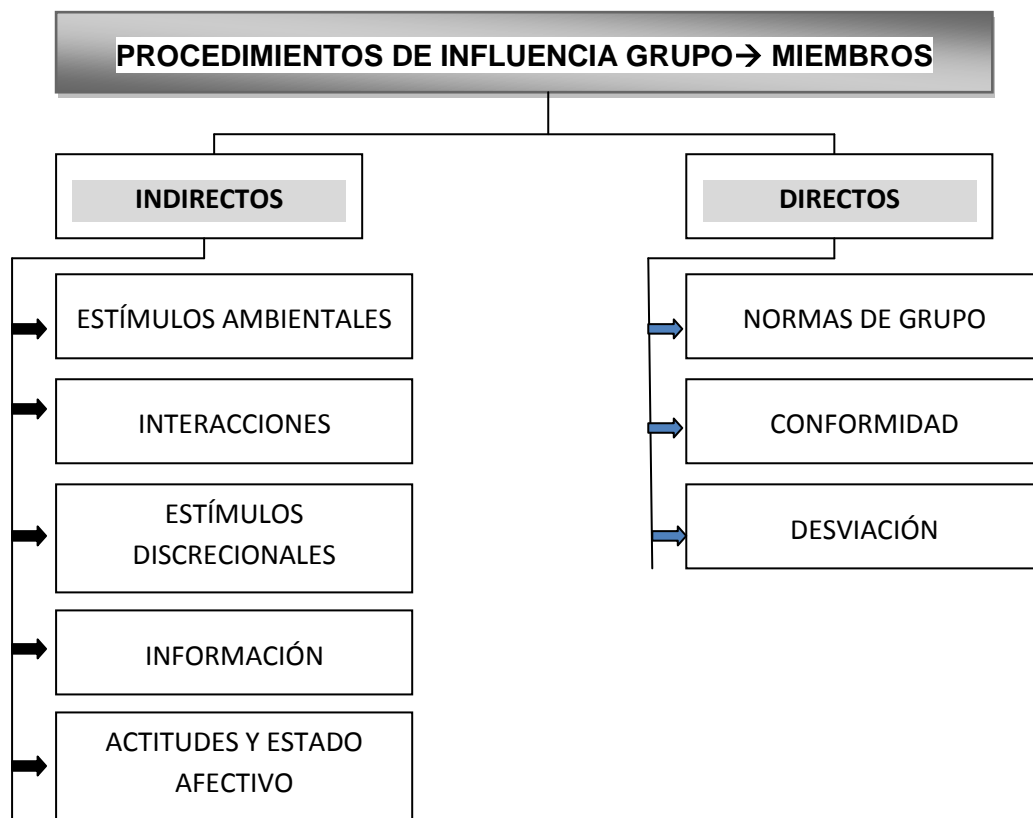 PROCEDIMIENTOS DE INFLUENCIA GRUPO→ MIEMBROS
INDIRECTOS
ESTÍMULOS AMBIENTALES
INTERACCIONES
ESTÍMULOS
DISCRECIONALES
INFORMACIÓN
ACTITUDES Y ESTADO
AFECTIVO
DIRECTOS
NORMAS DE GRUPO
CONFORMIDAD
DESVIACIÓN